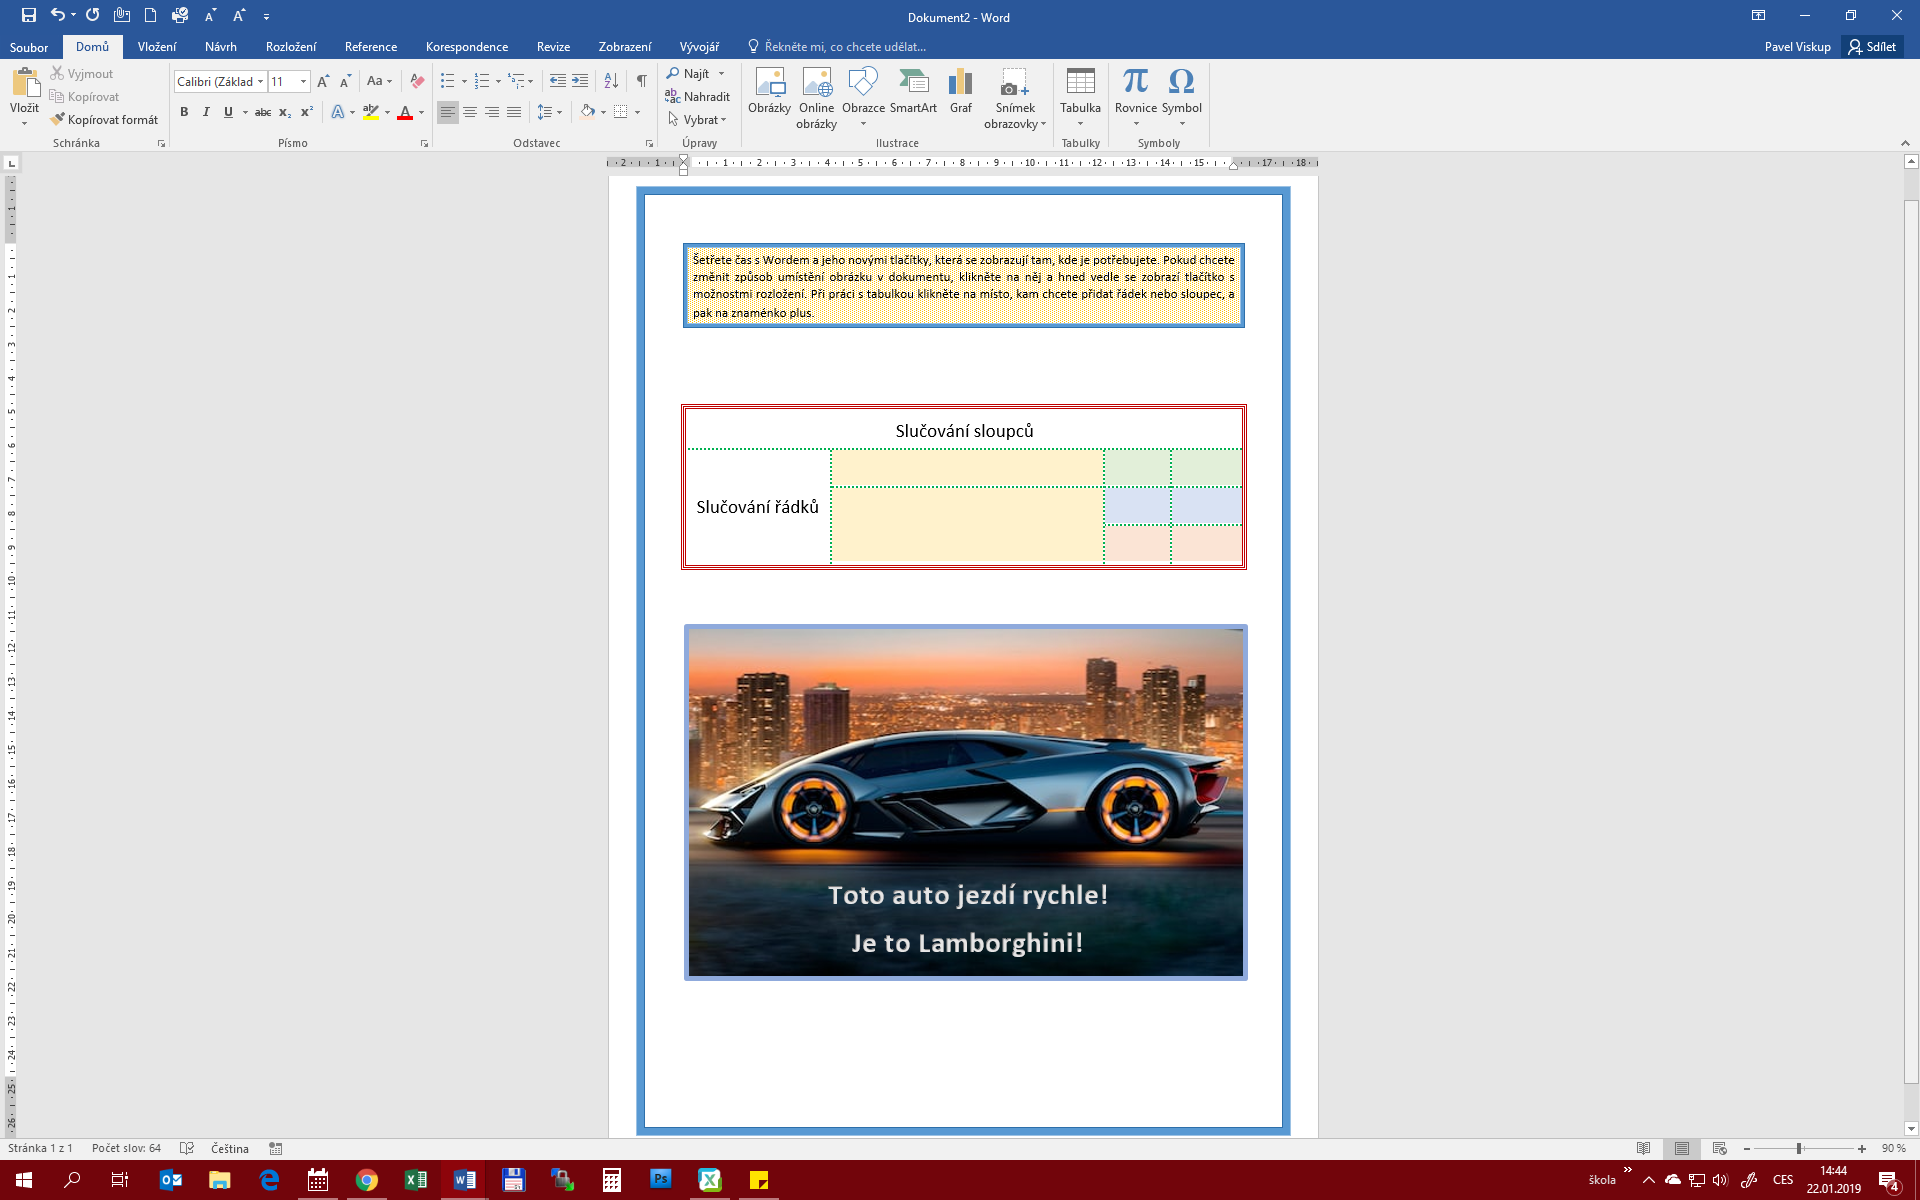 Dokument2 - Word
Soubor Domů Vložení Návrh Rozložení Reference Korespondence Revize Zobrazení Vývojář Řekněte mi, co chcete udělat... Pavel Viskup Sdílet
Vložit
Vyjmout
Kopírovat
Kopírovat formát
Schránka
Calibri (Základ 11
Písmo
Odstavec
Najít
Nahradit
Vybrat
Úpravy
Obrázky
Online obrázky
Obrazce
SmartArt
Graf
Snímek obrazovky
Ilustrace
Tabulka
Tabulky
Rovnice
Symbol
Symboly
Šetřete čas s Wordem a jeho novými tlačítky, která se zobrazují tam, kde je potřebujete. Pokud chcete
změnit způsob umístění obrázku v dokumentu, klikněte na něj a hned vedle se zobrazí tlačítko s
možnostmi rozložení. Při práci s tabulkou klikněte na místo, kam chcete přidat řádek nebo sloupec, a
pak na znaménko plus.
Slučování sloupců
Slučování řádků
Toto auto jezdí rychle!
Je to Lamborghini!
Stránka 1 z 1 Počet slov: 64 Čeština 90 %
škola CES 14:44
22.01.2019 4